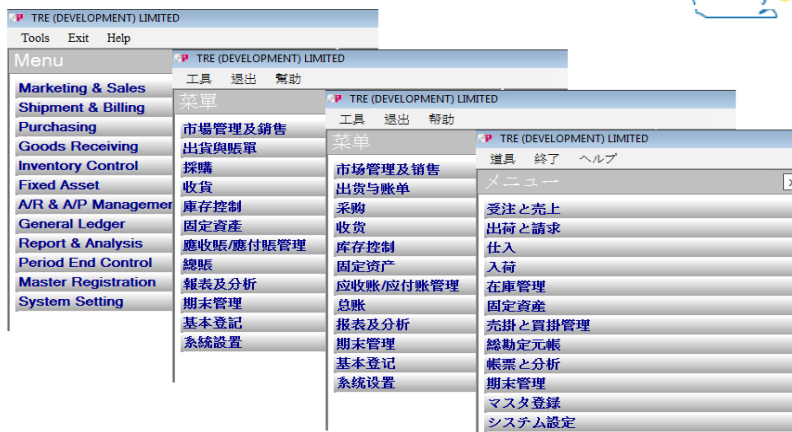 TRE (DEVELOPMENT) LIMITED
Tools Exit Help
Menu
Marketing & Sales
Shipment & Billing
Purchasing
Goods Receiving
Inventory Control
Fixed Asset
A/R & A/P Managemen
General Ledger
Report & Analysis
Period End Control
Master Registration
System Setting
TRE (DEVELOPMENT) LIMITED
工具 退出 幫助
菜單
市場管理及銷售
出貨與賬單
採購
收貨
庫存控制
固定資產
應收賬/應付賬管理
總賬
報表及分析
期末管理
基本登記
系統設置
TRE (DEVELOPMENT) LIMITED
工具 退出 帮助
菜单
市场管理及销售
出货与账单
采购
收货
库存控制
固定资产
应收账/应付账管理
总账
报表及分析
期末管理
基本登记
系统设置
TRE (DEVELOPMENT) LIMITED
道具 終了 ヘルプ
メニュー
受注と売上
出荷と請求
仕入
入荷
在庫管理
固定資産
売掛と買掛管理
総勘定元帳
帳票と分析
期末管理
マスタ登録
システム設定